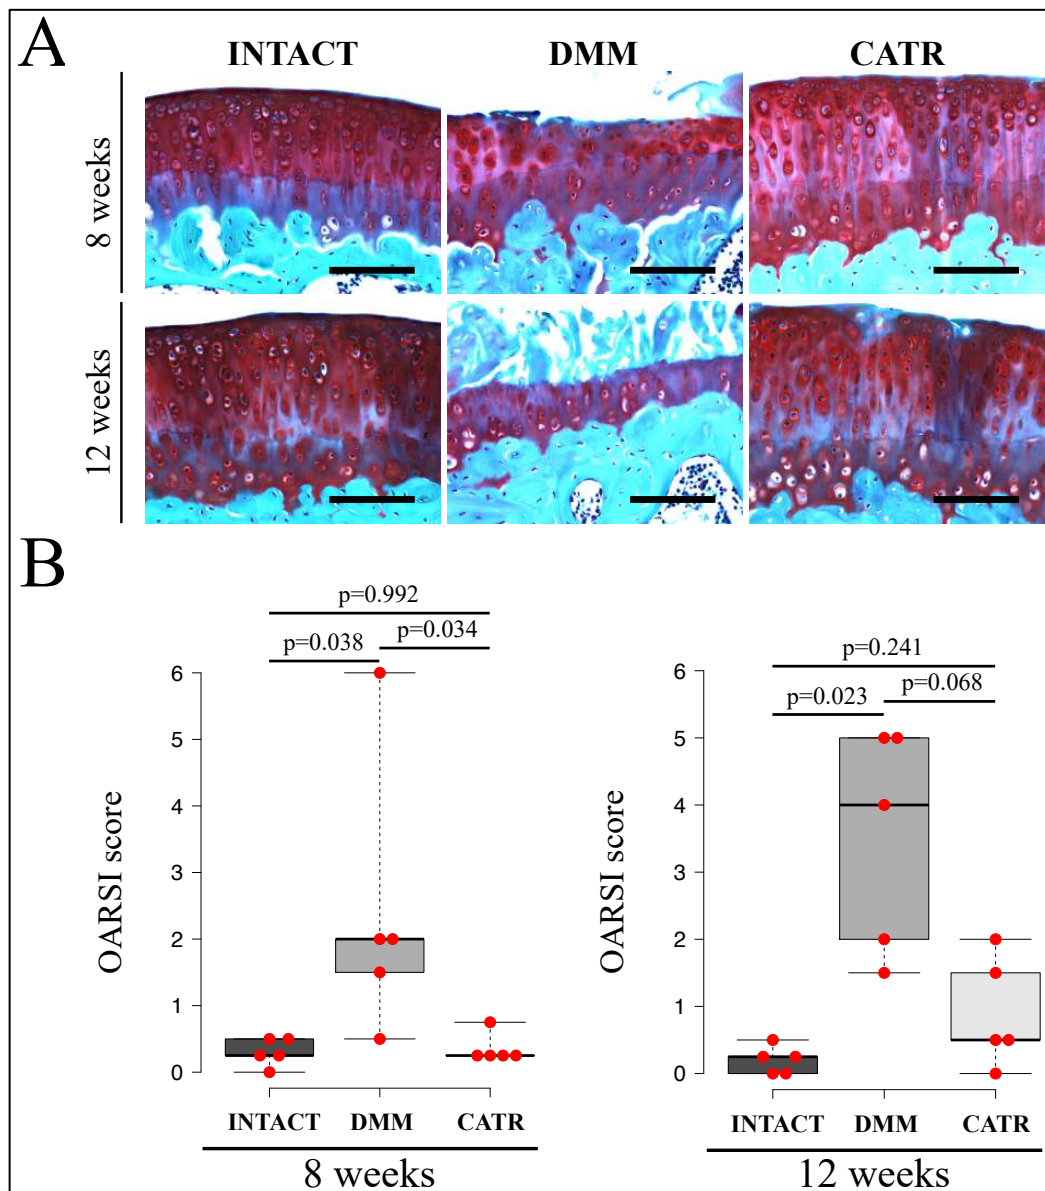 A
INTACT DMM CATR
8 weeks
12 weeks
B
p=0.992
p=0.038 p=0.034
6
5
4
3
2
1
0
OARSI score
INTACT DMM CATR
8 weeks
p=0.241
p=0.023 p=0.068
6
5
4
3
2
1
0
OARSI score
INTACT DMM CATR
12 weeks